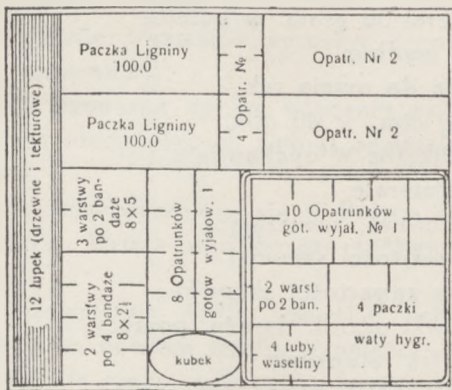 12 łupek (drzewne i tekturowe)
Paczka Ligniny
100,0
4 Opatr. № 1
Opatr. Nr 2
Paczka Ligniny
100,0
Opatr. Nr 2
3 warstwy
po 2 ban-
daże
8×5
8 Opatrunków
gotow wyjałow. 1
10 Opatrunków
got. wyjał. № 1
2 warstwy
po 4 bandaże
8×2½
2 warst.
po 2 ban.
4 paczki
waty hygr.
4 tuby
waseliny
kubek